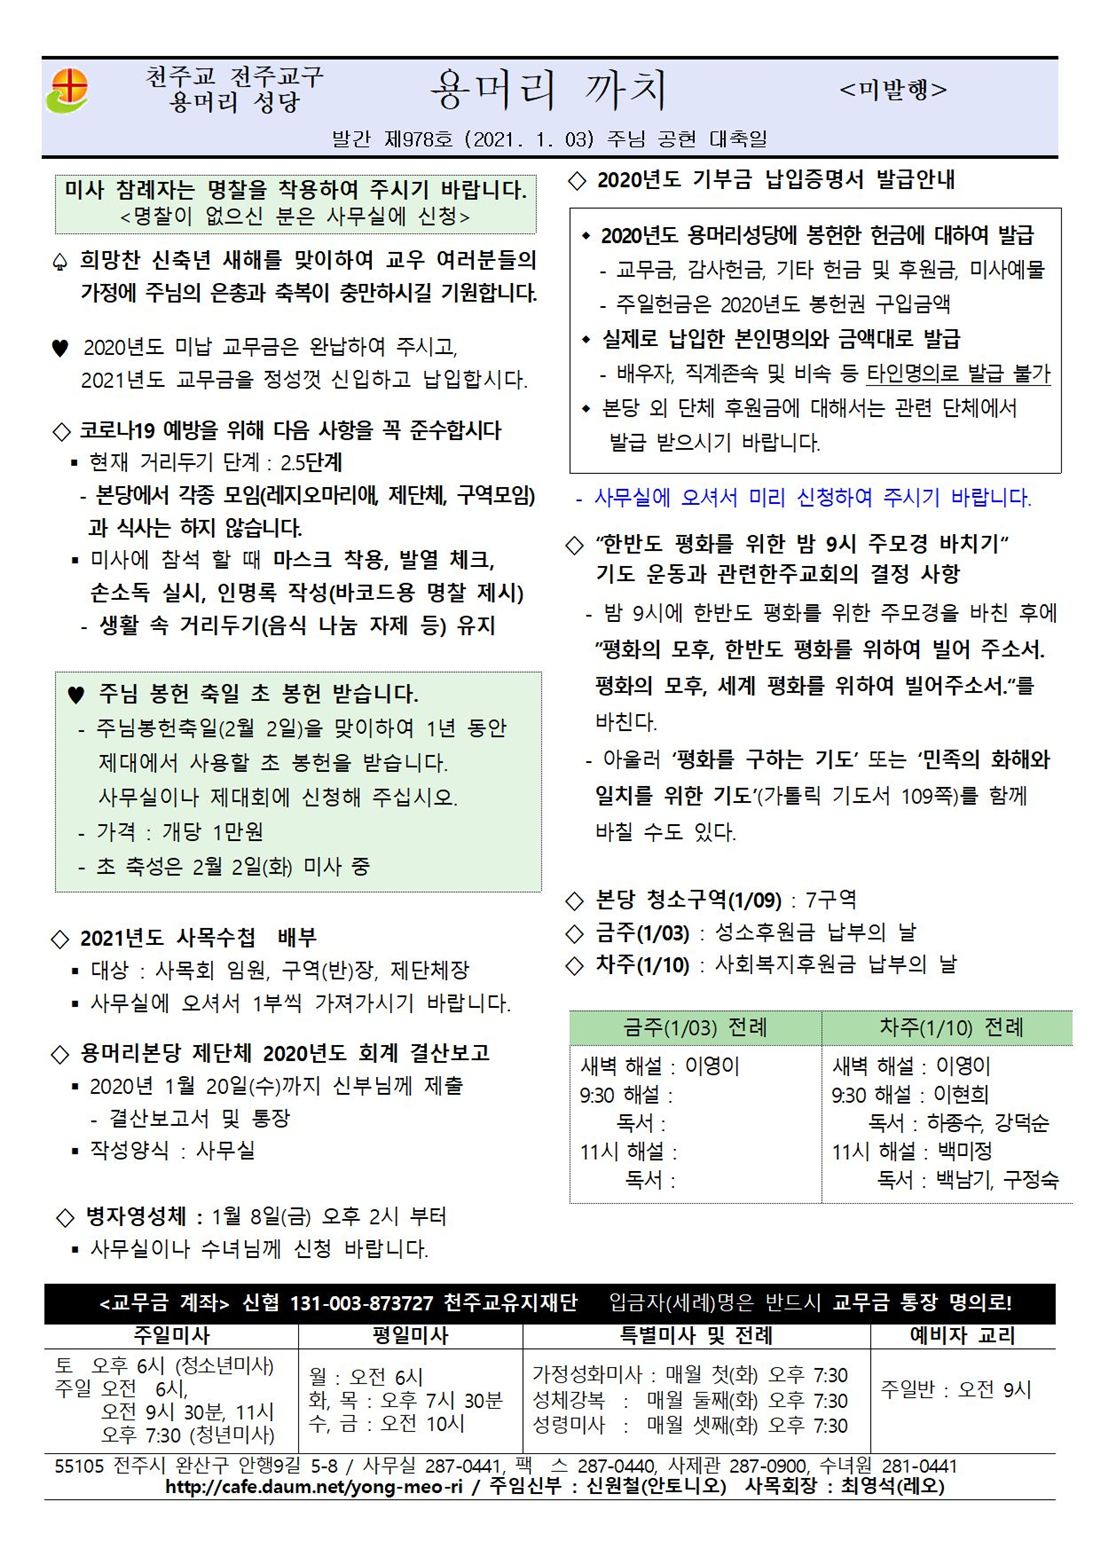 천주교 전주교구
용머리 성당
용머리 까치
<미발행>
발간 제978호 (2021. 1. 03) 주님 공현 대축일
미사 참례자는 명찰을 착용하여 주시기 바랍니다.
<명찰이 없으신 분은 사무실에 신청>
♤ 희망찬 신축년 새해를 맞이하여 교우 여러분들의
가정에 주님의 은총과 축복이 충만하시길 기원합니다.
♥ 2020년도 미납 교무금은 완납하여 주시고,
2021년도 교무금을 정성껏 신입하고 납입합시다.
◇ 코로나19 예방을 위해 다음 사항을 꼭 준수합시다
▪ 현재 거리두기 단계 : 2.5단계
- 본당에서 각종 모임(레지오마리애, 제단체, 구역모임)
과 식사는 하지 않습니다.
▪ 미사에 참석 할 때 마스크 착용, 발열 체크,
손소독 실시, 인명록 작성(바코드용 명찰 제시)
- 생활 속 거리두기(음식 나눔 자제 등) 유지
♥ 주님 봉헌 축일 초 봉헌 받습니다.
- 주님봉헌축일(2월 2일)을 맞이하여 1년 동안
제대에서 사용할 초 봉헌을 받습니다.
사무실이나 제대회에 신청해 주십시오.
- 가격 : 개당 1만원
- 초 축성은 2월 2일(화) 미사 중
◇ 2021년도 사목수첩 배부
▪ 대상 : 사목회 임원, 구역(반)장, 제단체장
▪ 사무실에 오셔서 1부씩 가져가시기 바랍니다.
◇ 용머리본당 제단체 2020년도 회계 결산보고
▪ 2020년 1월 20일(수)까지 신부님께 제출
- 결산보고서 및 통장
▪ 작성양식 : 사무실
◇ 병자영성체 : 1월 8일(금) 오후 2시 부터
▪ 사무실이나 수녀님께 신청 바랍니다.
◇ 2020년도 기부금 납입증명서 발급안내
◆ 2020년도 용머리성당에 봉헌한 헌금에 대하여 발급
- 교무금, 감사헌금, 기타 헌금 및 후원금, 미사예물
- 주일헌금은 2020년도 봉헌권 구입금액
◆ 실제로 납입한 본인명의와 금액대로 발급
- 배우자, 직계존속 및 비속 등 타인명의로 발급 불가
◆ 본당 외 단체 후원금에 대해서는 관련 단체에서
발급 받으시기 바랍니다.
- 사무실에 오셔서 미리 신청하여 주시기 바랍니다.
◇ “한반도 평화를 위한 밤 9시 주모경 바치기“
기도 운동과 관련한주교회의 결정 사항
- 밤 9시에 한반도 평화를 위한 주모경을 바친 후에
”평화의 모후, 한반도 평화를 위하여 빌어 주소서.
평화의 모후, 세계 평화를 위하여 빌어주소서.“를
바친다.
- 아울러 ‘평화를 구하는 기도’ 또는 ‘민족의 화해와
일치를 위한 기도’(가톨릭 기도서 109쪽)를 함께
바칠 수도 있다.
◇ 본당 청소구역(1/09) : 7구역
◇ 금주(1/03) : 성소후원금 납부의 날
◇ 차주(1/10) : 사회복지후원금 납부의 날
금주(1/03) 전례
새벽 해설 : 이영이
9:30 해설 :
독서 :
11시 해설 :
독서 :
차주(1/10) 전례
새벽 해설 : 이영이
9:30 해설 : 이현희
독서 : 하종수, 강덕순
11시 해설 : 백미정
독서 : 백남기, 구정숙
<교무금 계좌> 신협 131-003-873727 천주교유지재단 입금자(세례)명은 반드시 교무금 통장 명의로!
주일미사
토 오후 6시 (청소년미사)
주일 오전 6시,
오전 9시 30분, 11시
오후 7:30 (청년미사)
평일미사
월 : 오전 6시
화, 목 : 오후 7시 30분
수, 금 : 오전 10시
특별미사 및 전례
가정성화미사 : 매월 첫(화) 오후 7:30
성체강복 : 매월 둘째(화) 오후 7:30
성령미사 : 매월 셋째(화) 오후 7:30
예비자 교리
주일반 : 오전 9시
55105 전주시 완산구 안행9길 5-8 / 사무실 287-0441, 팩 스 287-0440, 사제관 287-0900, 수녀원 281-0441
http://cafe.daum.net/yong-meo-ri / 주임신부 : 신원철(안토니오) 사목회장 : 최영석(레오)